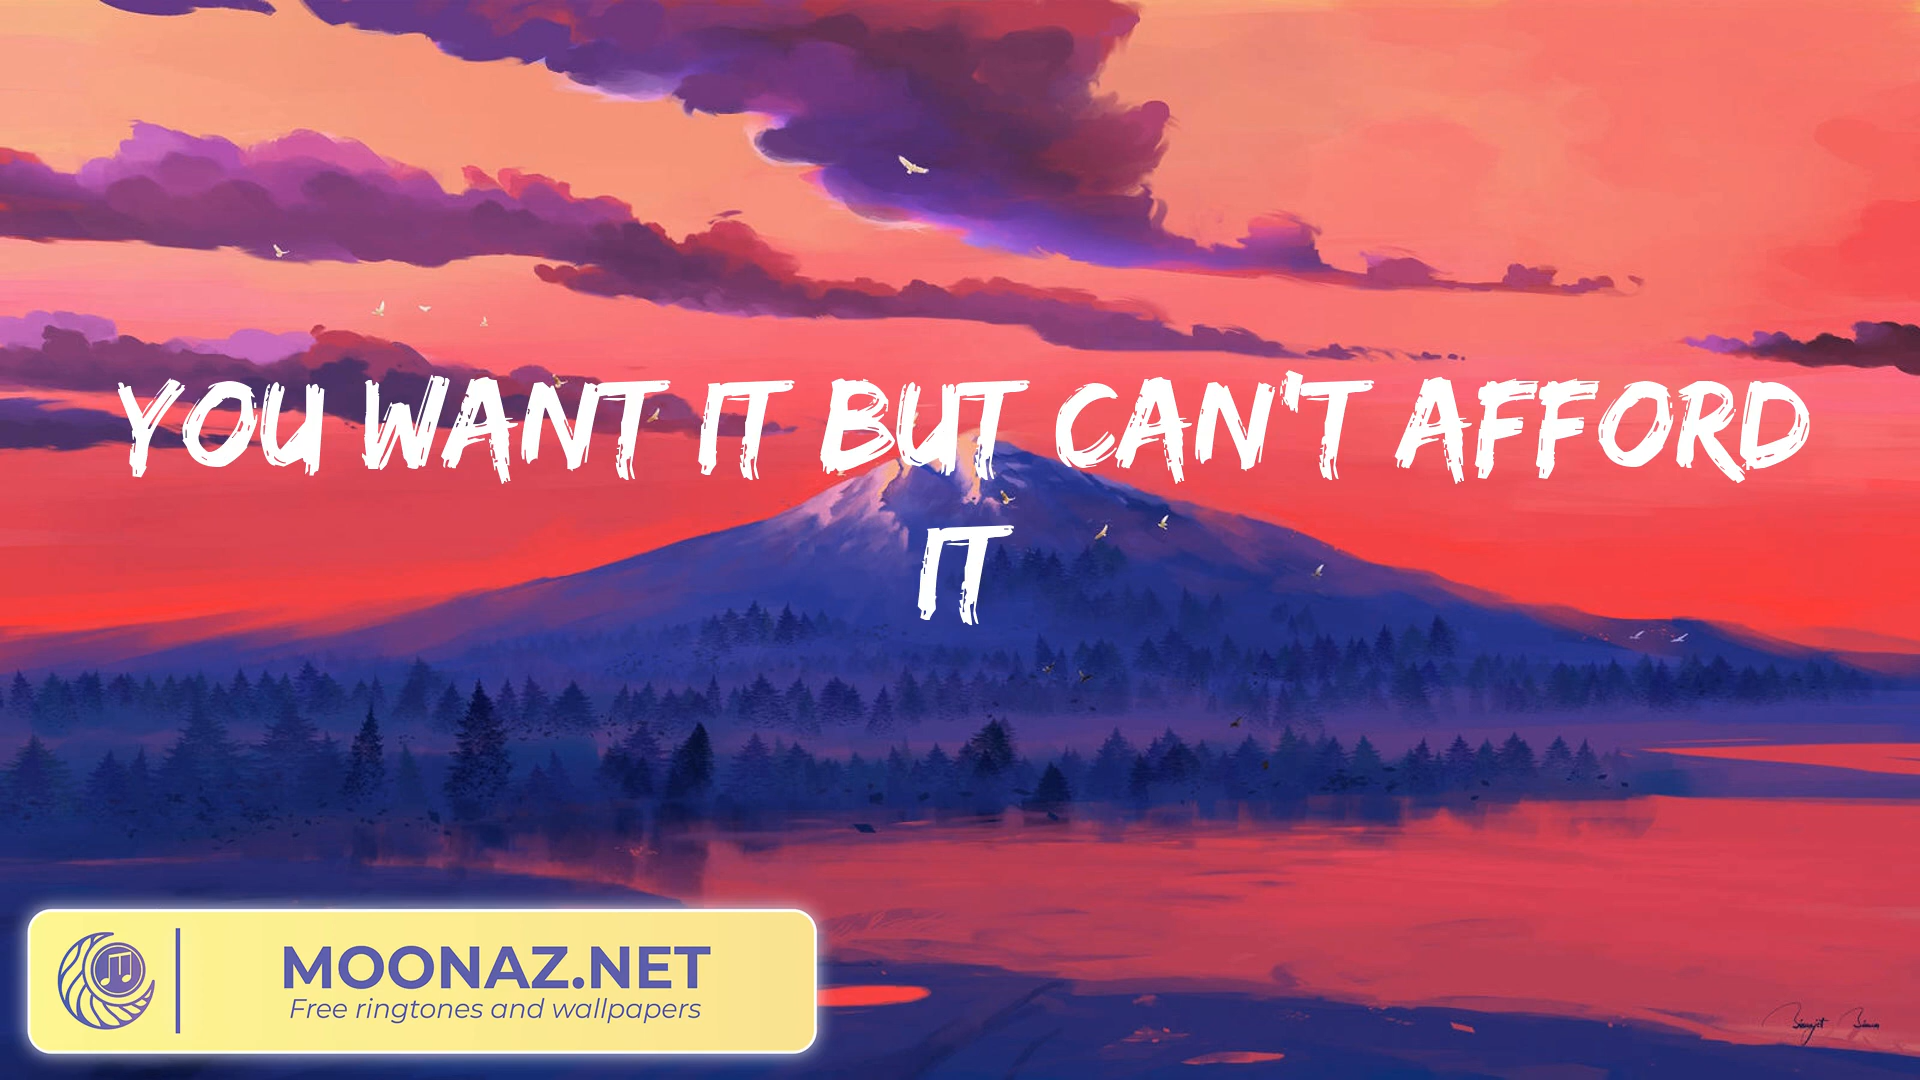 YOU WANT IT BUT CAN'T AFFORD
IT
MOONAZ.NET
Free ringtones and wallpapers